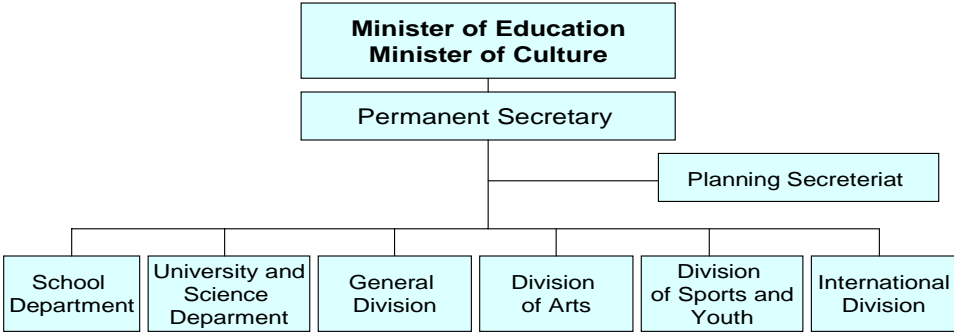 Minister of Education
Minister of Culture
Permanent Secretary
Planning Secreteriat
School
Department
University and
Science
Deparment
General
Division
Division
of Arts
Division
of Sports and
Youth
International
Division